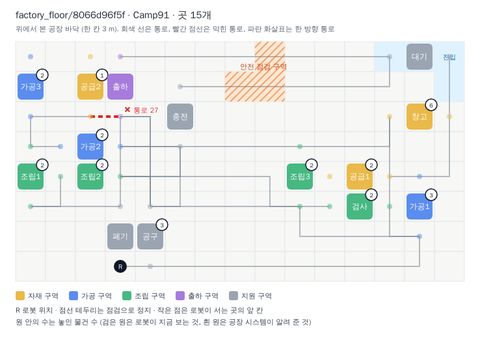 factory_floor/8066d96f5f · Camp91 · 곳 15개
위에서 본 공장 바닥 (한 칸 3 m). 회색 선은 통로, 빨간 점선은 막힌 통로, 파란 화살표는 한 방향 통로
안전 점검 구역
대기
진입
가공3 2
공급2 1
출하
✖ 통로 27
충전
창고 6
가공2 2
조립1 2
조립2 2
조립3 2
공급1 2
검사 2
가공1 3
폐기
공구 3
R
자재 구역
가공 구역
조립 구역
출하 구역
지원 구역
R 로봇 위치 · 점선 테두리는 점검으로 정지 · 작은 점은 로봇이 서는 곳의 앞 칸
원 안의 수는 놓인 물건 수 (검은 원은 로봇이 지금 보는 것, 흰 원은 공장 시스템이 알려 준 것)